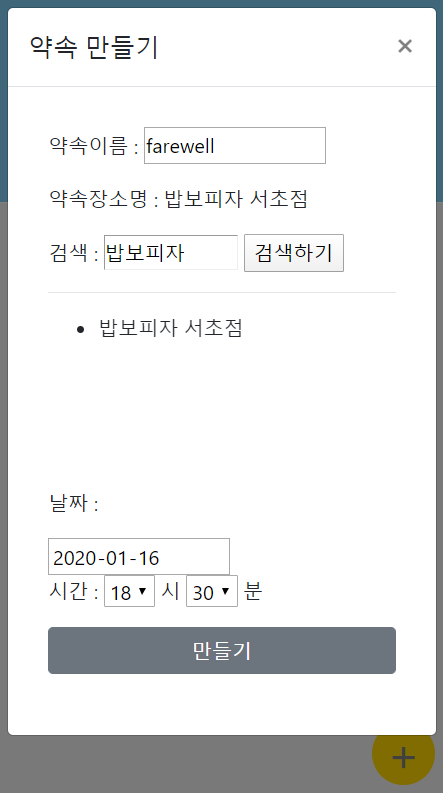 약속 만들기 ×
약속이름 : farewell
약속장소명 : 밥보피자 서초점
검색 : 밥보피자 검색하기
• 밥보피자 서초점
날짜 :
2020-01-16
시간 : 18 시 30 분
만들기
+